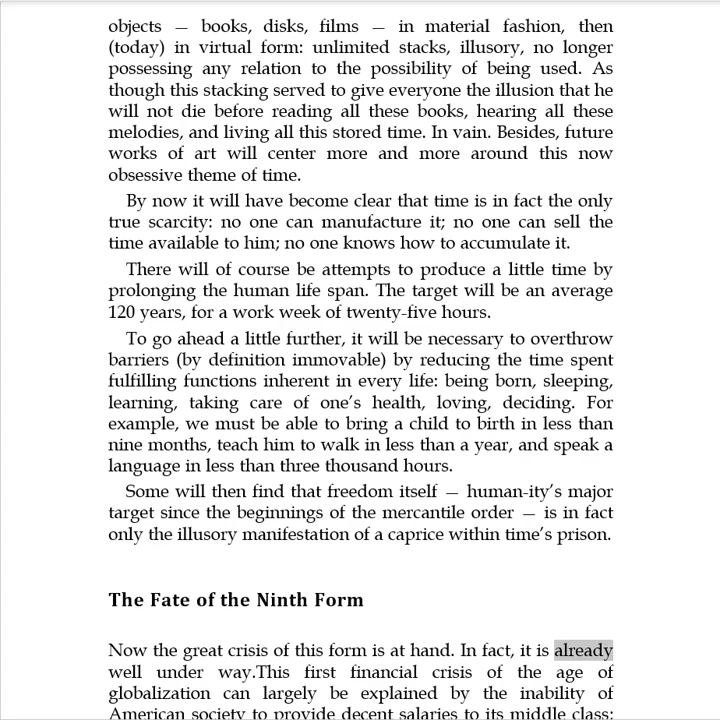 objects — books, disks, films — in material fashion, then
(today) in virtual form: unlimited stacks, illusory, no longer
possessing any relation to the possibility of being used. As
though this stacking served to give everyone the illusion that he
will not die before reading all these books, hearing all these
melodies, and living all this stored time. In vain. Besides, future
works of art will center more and more around this now
obsessive theme of time.
By now it will have become clear that time is in fact the only
true scarcity: no one can manufacture it; no one can sell the
time available to him; no one knows how to accumulate it.
There will of course be attempts to produce a little time by
prolonging the human life span. The target will be an average
120 years, for a work week of twenty-five hours.
To go ahead a little further, it will be necessary to overthrow
barriers (by definition immovable) by reducing the time spent
fulfilling functions inherent in every life: being born, sleeping,
learning, taking care of one’s health, loving, deciding. For
example, we must be able to bring a child to birth in less than
nine months, teach him to walk in less than a year, and speak a
language in less than three thousand hours.
Some will then find that freedom itself — human-ity’s major
target since the beginnings of the mercantile order — is in fact
only the illusory manifestation of a caprice within time’s prison.
The Fate of the Ninth Form
Now the great crisis of this form is at hand. In fact, it is already
well under way.This first financial crisis of the age of
globalization can largely be explained by the inability of
American society to provide decent salaries to its middle class: